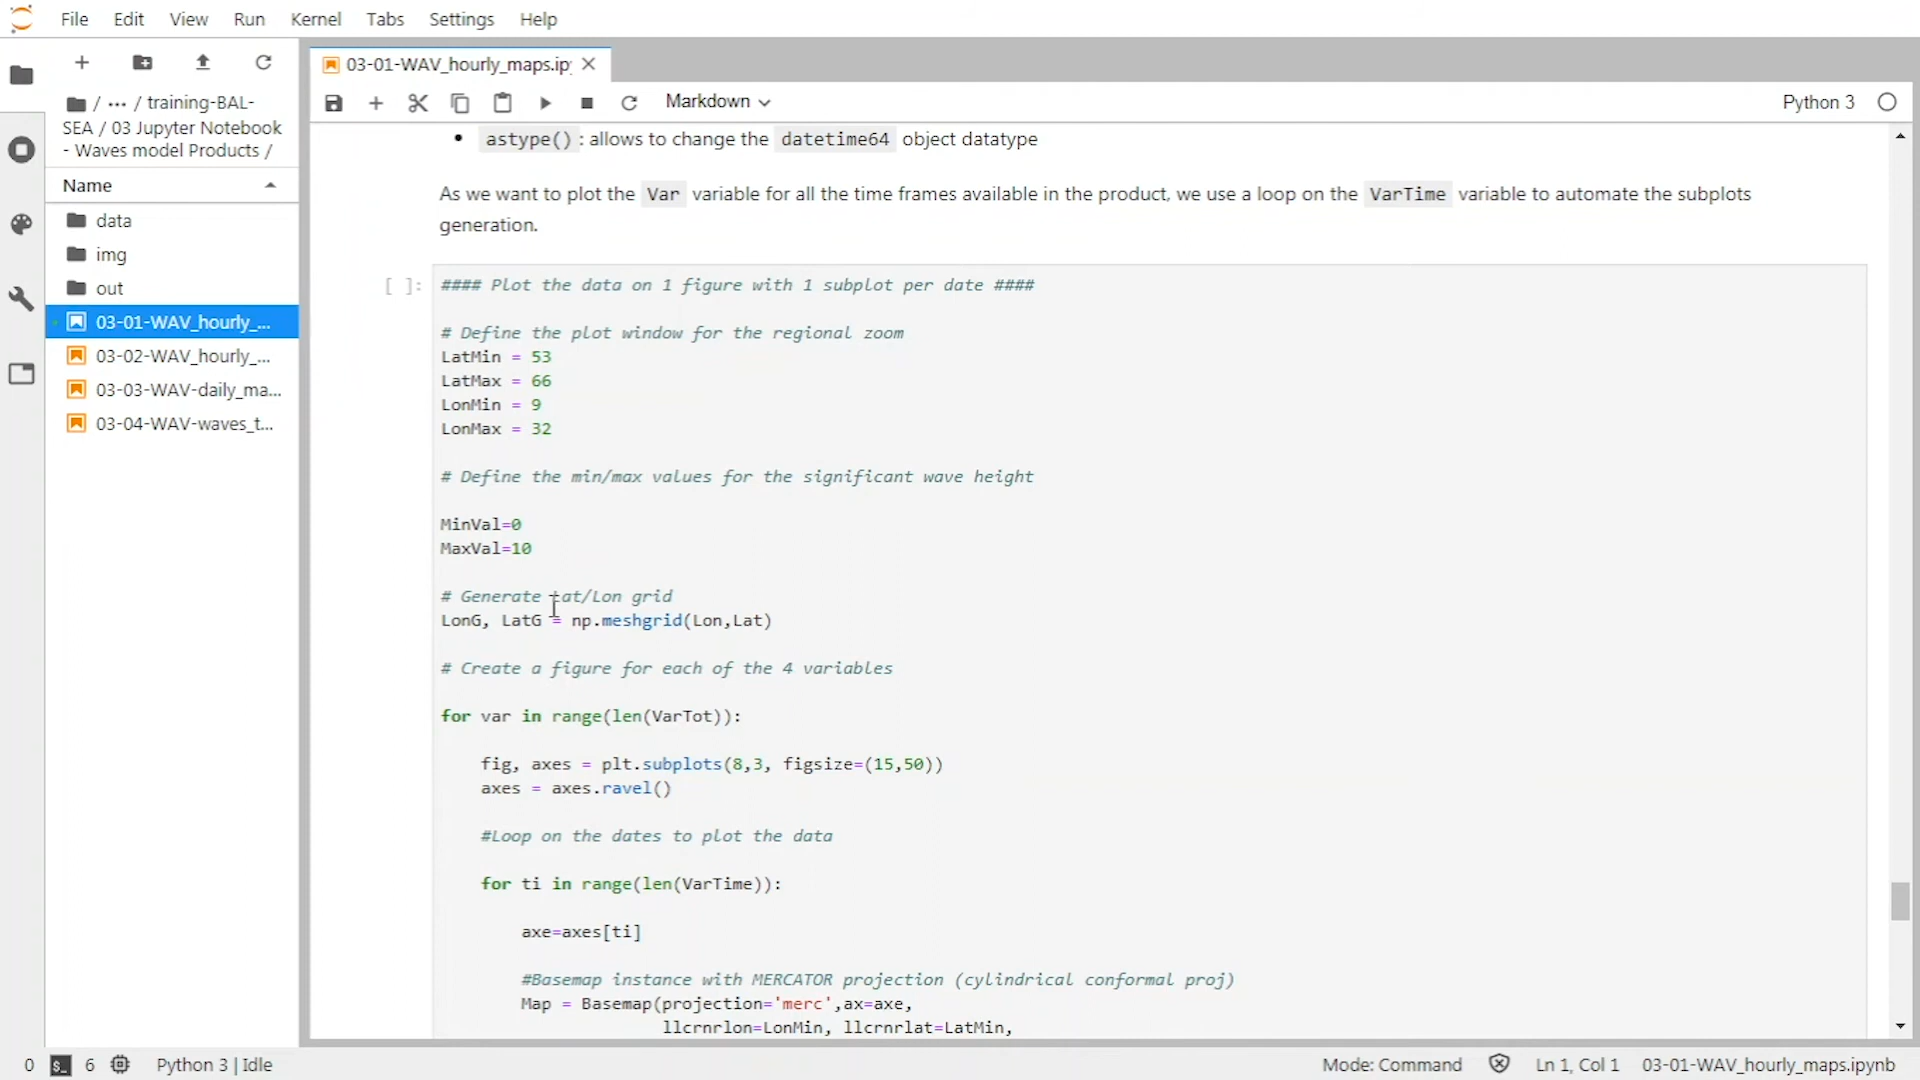 File Edit View Run Kernel Tabs Settings Help
03-01-WAV_hourly_maps.ip
/ ··· / training-BAL-
SEA / 03 Jupyter Notebook
- Waves model Products /
Name
data
img
out
03-01-WAV_hourly_...
03-02-WAV_hourly_...
03-03-WAV-daily_ma...
03-04-WAV-waves_t...
Markdown
Python 3
• astype() : allows to change the datetime64 object datatype
As we want to plot the Var variable for all the time frames available in the product, we use a loop on the VarTime variable to automate the subplots
generation.
[ ]: #### Plot the data on 1 figure with 1 subplot per date ####
# Define the plot window for the regional zoom
LatMin = 53
LatMax = 66
LonMin = 9
LonMax = 32
# Define the min/max values for the significant wave height
MinVal=0
MaxVal=10
# Generate Lat/Lon grid
LonG, LatG = np.meshgrid(Lon,Lat)
# Create a figure for each of the 4 variables
for var in range(len(VarTot)):
fig, axes = plt.subplots(8,3, figsize=(15,50))
axes = axes.ravel()
#Loop on the dates to plot the data
for ti in range(len(VarTime)):
axe=axes[ti]
#Basemap instance with MERCATOR projection (cylindrical conformal proj)
Map = Basemap(projection='merc',ax=axe,
llcrnrlon=LonMin, llcrnrlat=LatMin,
0 $_ 6 Python 3 | Idle
Mode: Command Ln 1, Col 1 03-01-WAV_hourly_maps.ipynb